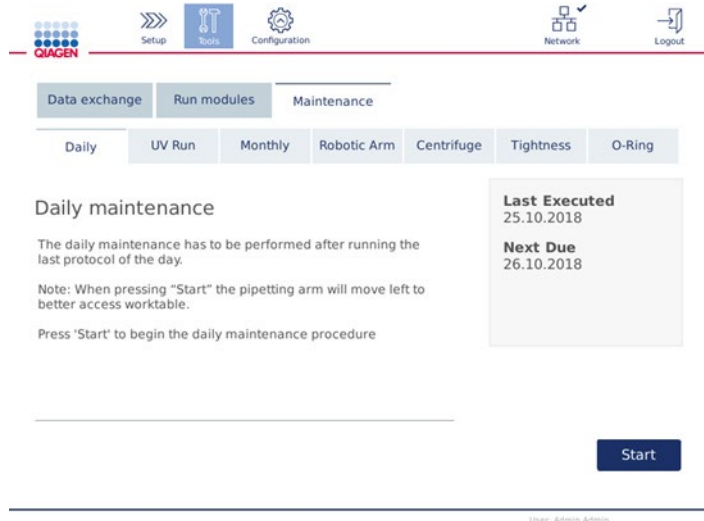 QIAGEN
Setup
Tools
Configuration
Network
Logout
Data exchange
Run modules
Maintenance
Daily
UV Run
Monthly
Robotic Arm
Centrifuge
Tightness
O-Ring
Daily maintenance
The daily maintenance has to be performed after running the
last protocol of the day.
Note: When pressing “Start” the pipetting arm will move left to
better access worktable.
Press 'Start' to begin the daily maintenance procedure
Last Executed
25.10.2018
Next Due
26.10.2018
Start
User: Admin Admin